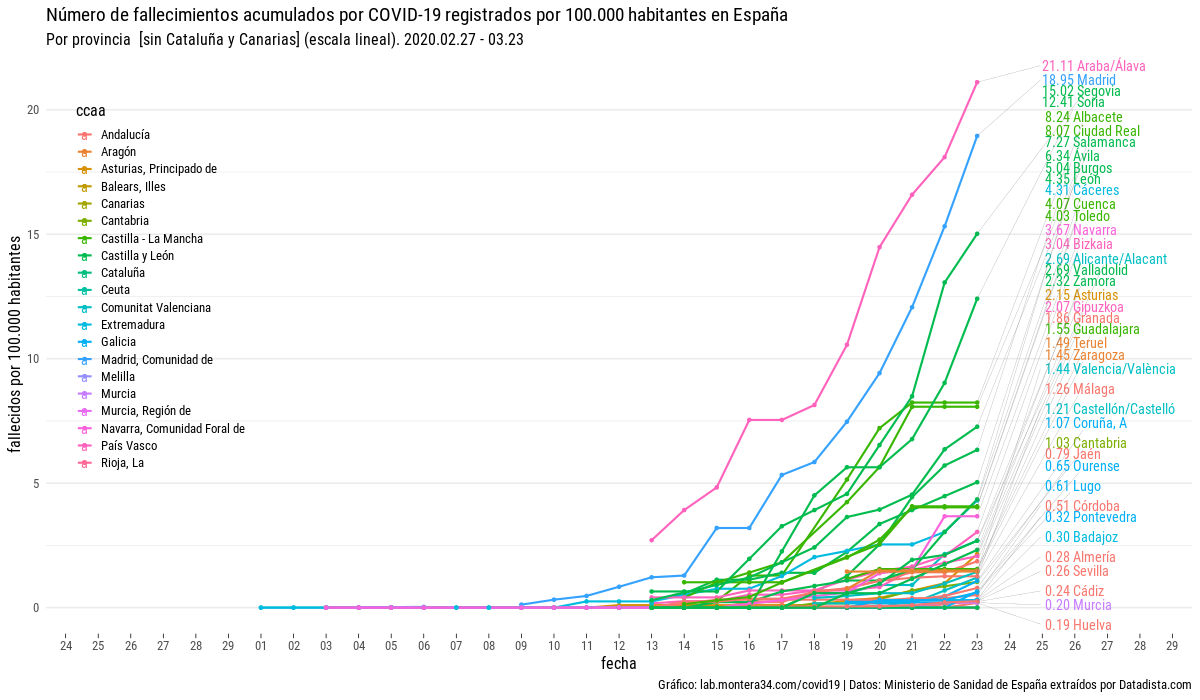 Número de fallecimientos acumulados por COVID-19 registrados por 100.000 habitantes en España
Por provincia [sin Cataluña y Canarias] (escala lineal). 2020.02.27 - 03.23
fallecidos por 100.000 habitantes
20
15
10
5
0
ccaa
Andalucía
Aragón
Asturias, Principado de
Balears, Illes
Canarias
Cantabria
Castilla - La Mancha
Castilla y León
Cataluña
Ceuta
Comunitat Valenciana
Extremadura
Galicia
Madrid, Comunidad de
Melilla
Murcia
Murcia, Región de
Navarra, Comunidad Foral de
País Vasco
Rioja, La
21.11 Araba/Álava
18.95 Madrid
15.02 Segovia
12.41 Soria
8.24 Albacete
8.07 Ciudad Real
7.27 Salamanca
6.34 Ávila
5.04 Burgos
4.35 León
4.31 Cáceres
4.07 Cuenca
4.03 Toledo
3.67 Navarra
3.04 Bizkaia
2.69 Alicante/Alacant
2.69 Valladolid
2.32 Zamora
2.15 Asturias
2.07 Gipuzkoa
1.86 Granada
1.55 Guadalajara
1.49 Teruel
1.45 Zaragoza
1.44 Valencia/València
1.26 Málaga
1.21 Castellón/Castelló
1.07 Coruña, A
1.03 Cantabria
0.79 Jaén
0.65 Ourense
0.61 Lugo
0.51 Córdoba
0.32 Pontevedra
0.30 Badajoz
0.28 Almería
0.26 Sevilla
0.24 Cádiz
0.20 Murcia
0.19 Huelva
24 25 26 27 28 29 01 02 03 04 05 06 07 08 09 10 11 12 13 14 15 16 17 18 19 20 21 22 23 24 25 26 27 28 29
fecha
Gráfico: lab.montera34.com/covid19 | Datos: Ministerio de Sanidad de España extraídos por Datadista.com